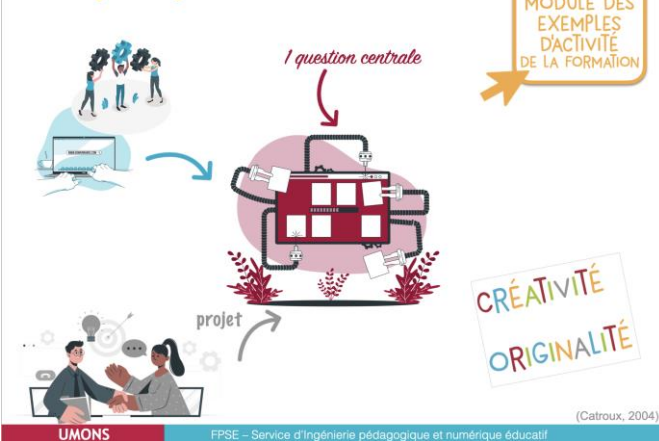 MODULE DES
EXEMPLES
D'ACTIVITÉ
DE LA FORMATION
1 question centrale
projet
CRÉATIVITÉ
ORIGINALITÉ
(Catroux, 2004)
UMONS
FPSE – Service d'Ingénierie pédagogique et numérique éducatif